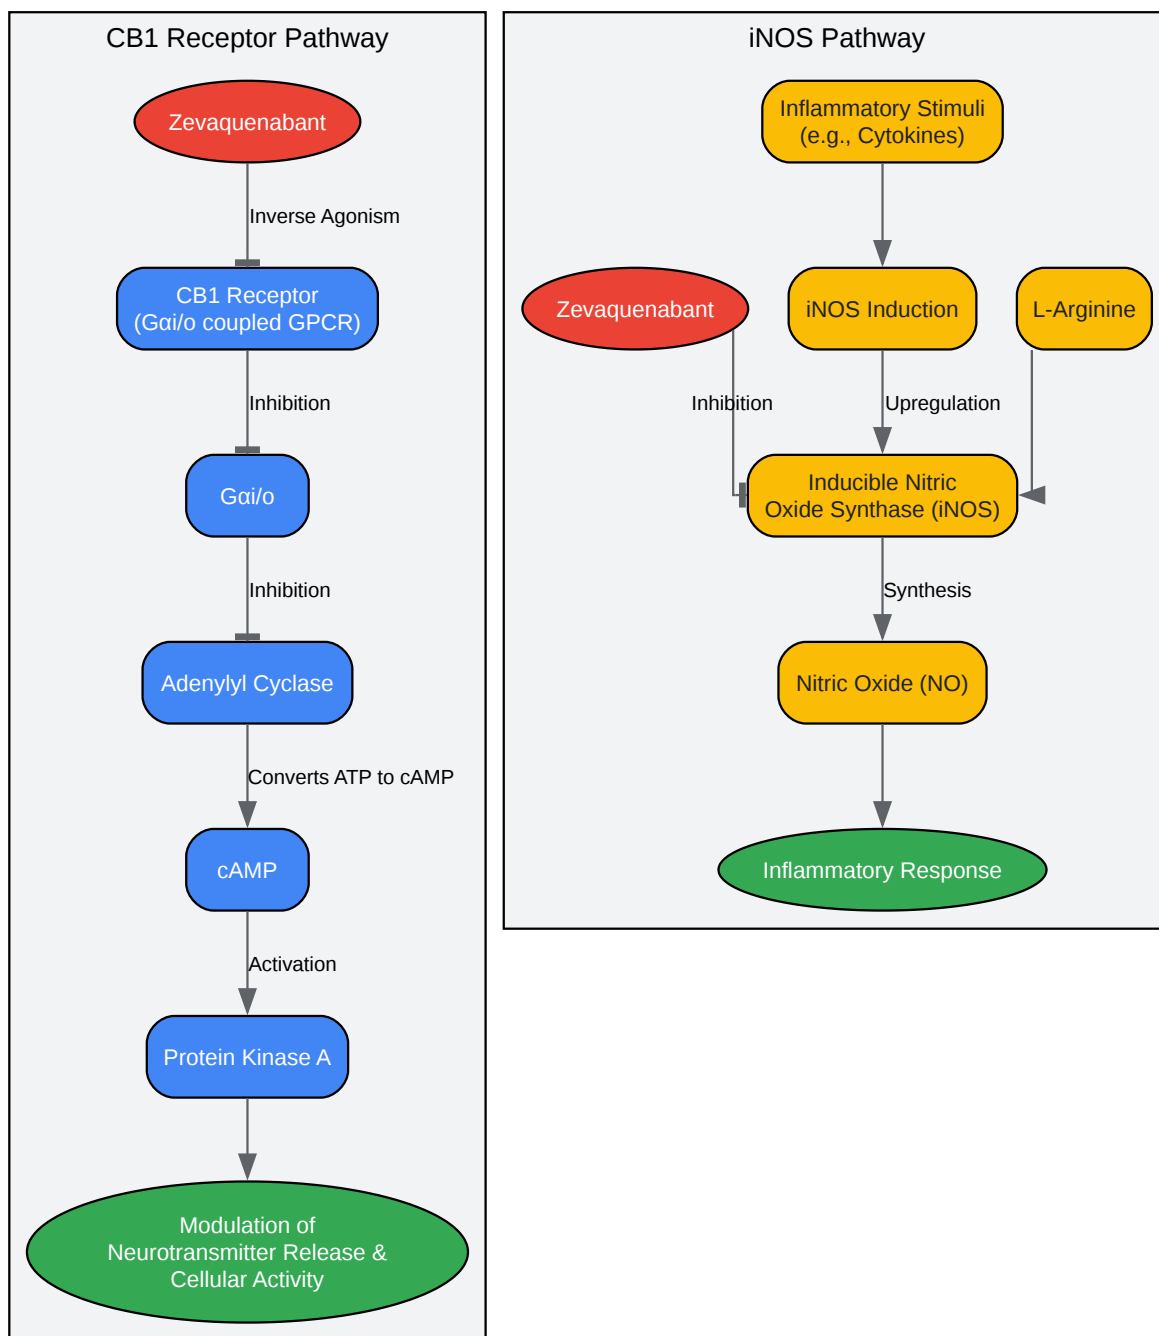 CB1 Receptor Pathway
Zevaquenabant
Inverse Agonism
CB1 Receptor
(Gαi/o coupled GPCR)
Inhibition
Gαi/o
Inhibition
Adenylyl Cyclase
Converts ATP to cAMP
cAMP
Activation
Protein Kinase A
Modulation of
Neurotransmitter Release &
Cellular Activity
iNOS Pathway
Inflammatory Stimuli
(e.g., Cytokines)
Zevaquenabant
iNOS Induction
L-Arginine
Inhibition
Upregulation
Inducible Nitric
Oxide Synthase (iNOS)
Synthesis
Nitric Oxide (NO)
Inflammatory Response